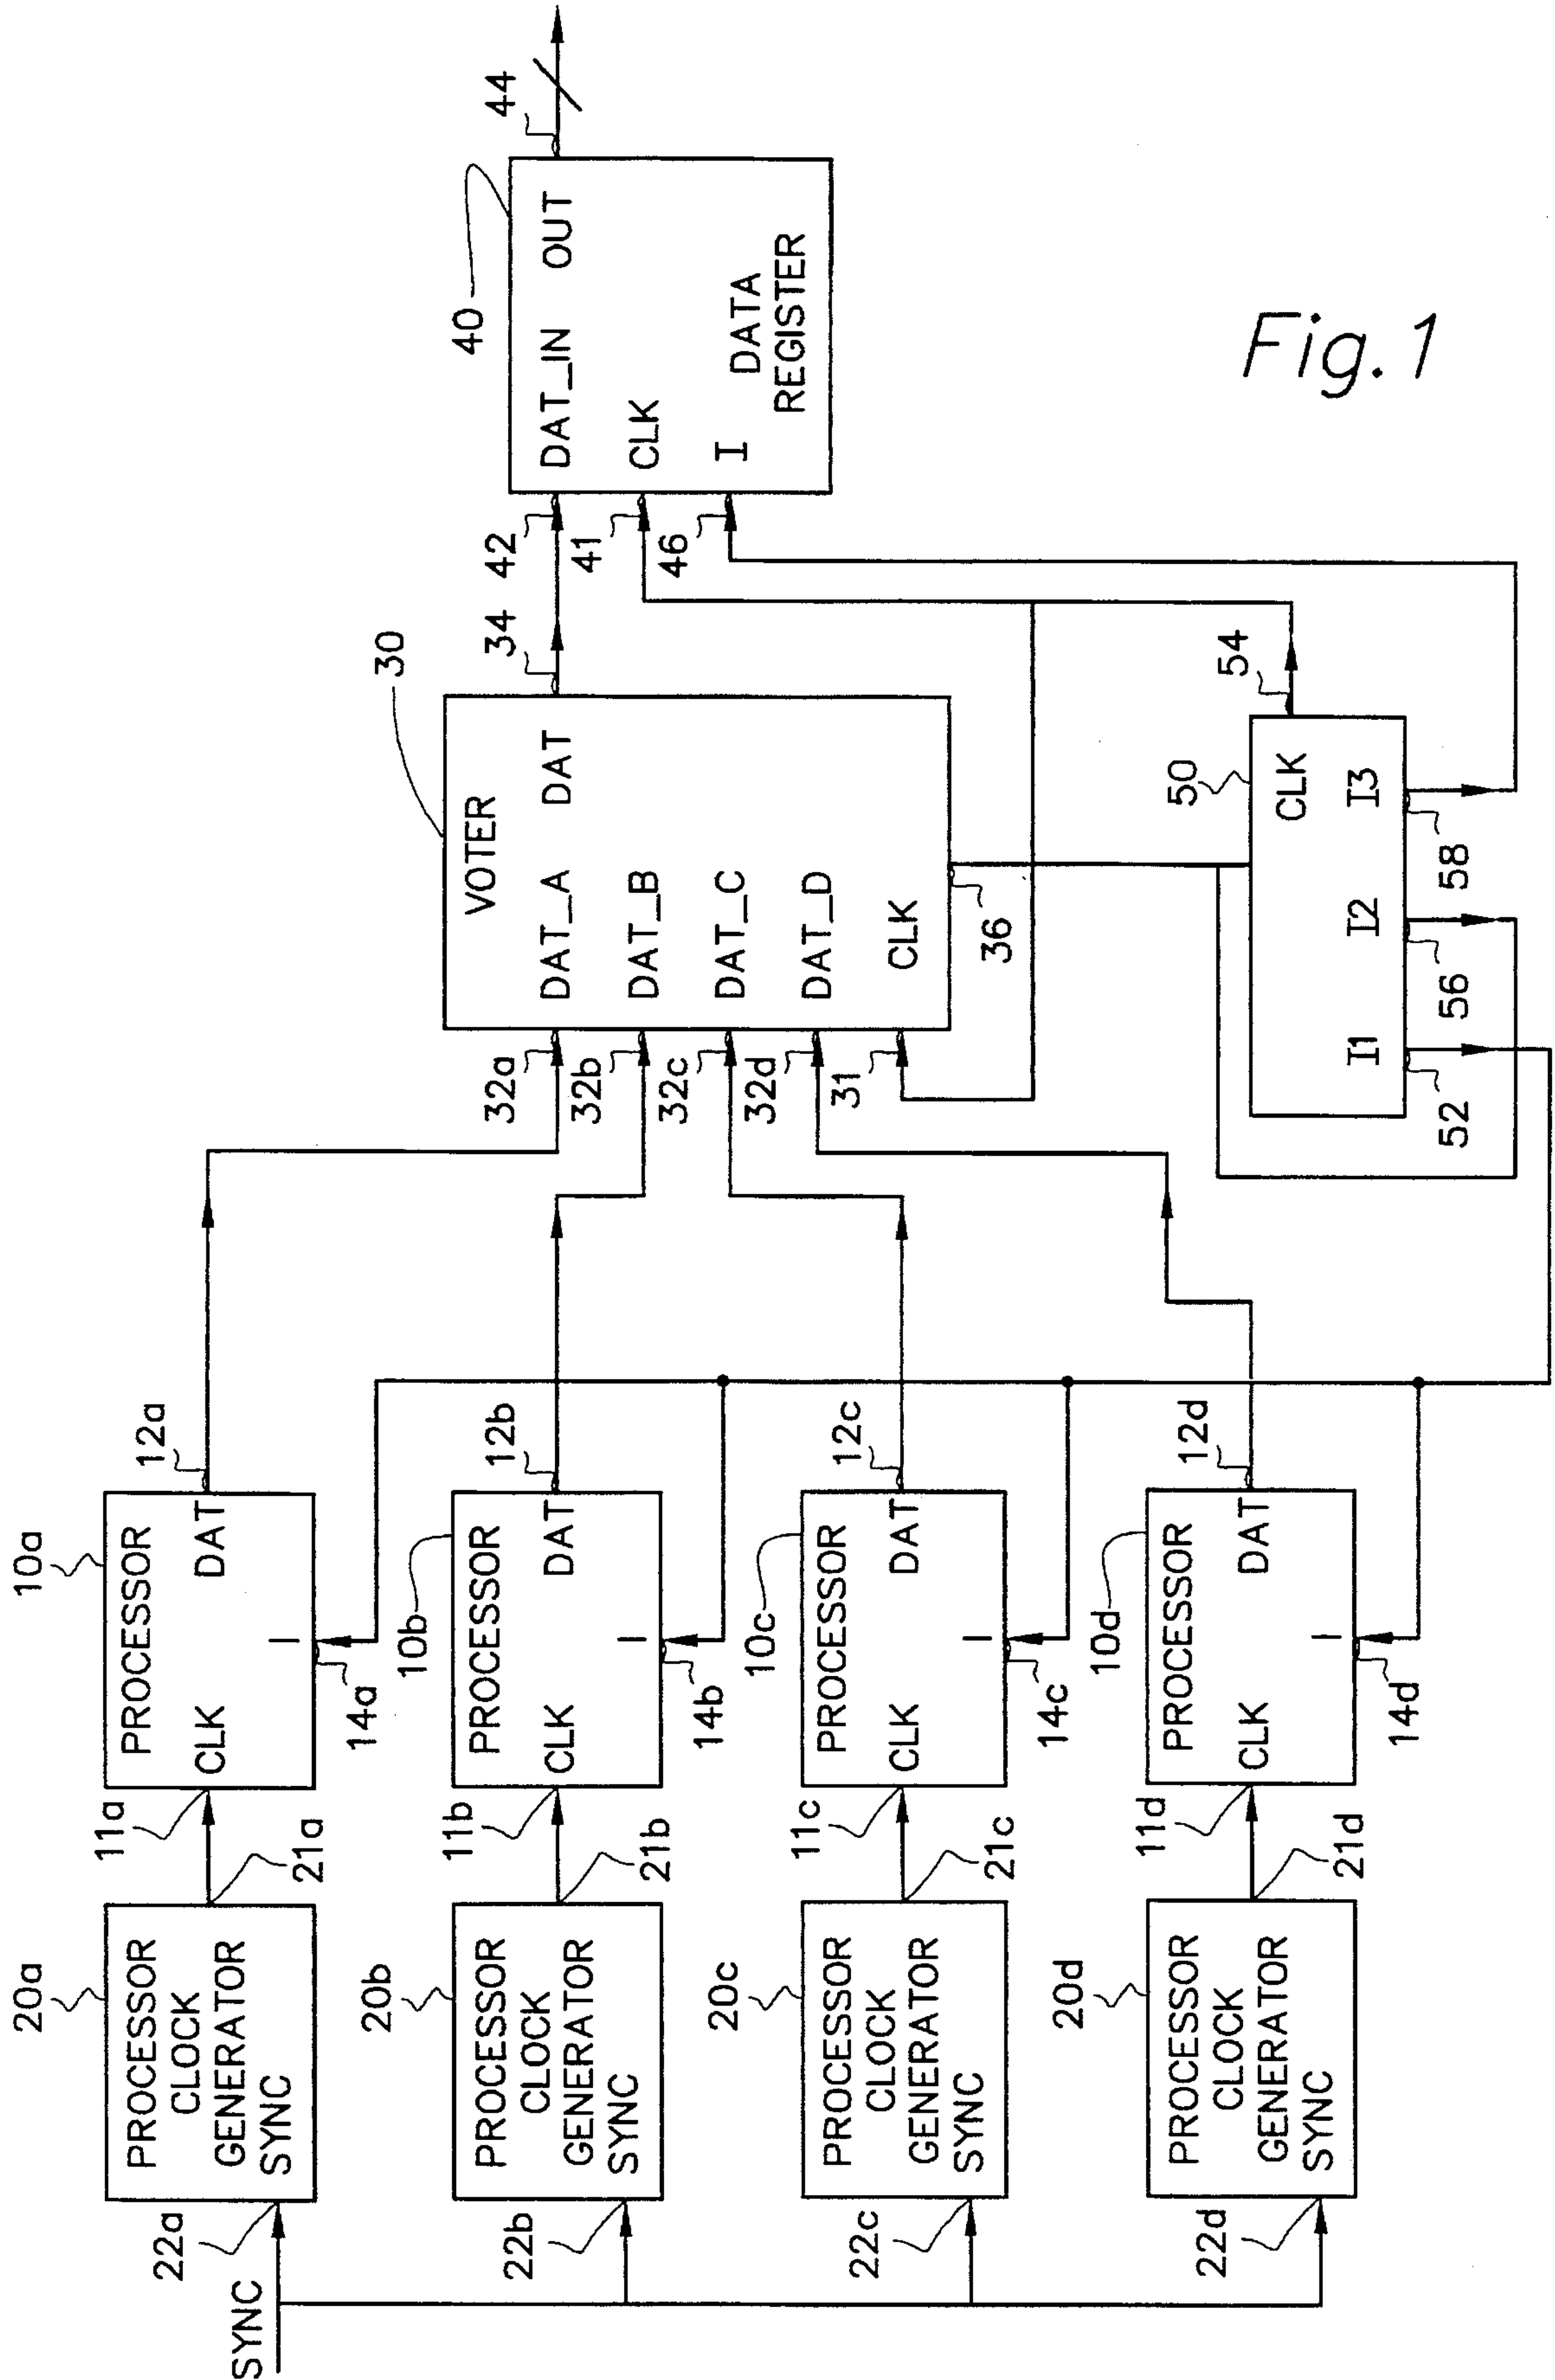 SYNC
22a
PROCESSOR
CLOCK
GENERATOR
SYNC
20a
21a
11a
PROCESSOR
CLK
DAT
I
10a
12a
14a
22b
PROCESSOR
CLOCK
GENERATOR
SYNC
20b
21b
11b
PROCESSOR
CLK
DAT
I
10b
12b
14b
22c
PROCESSOR
CLOCK
GENERATOR
SYNC
20c
21c
11c
PROCESSOR
CLK
DAT
I
10c
12c
14c
22d
PROCESSOR
CLOCK
GENERATOR
SYNC
20d
21d
11d
PROCESSOR
CLK
DAT
I
10d
12d
14d
32a
32b
32c
32d
31
VOTER
30
DAT_A DAT
DAT_B
DAT_C
DAT_D
CLK
34
36
42
41
46
40
DAT_IN OUT
CLK
I
DATA
REGISTER
44
50
CLK
54
I1 I2 I3
52 56 58
Fig. 1